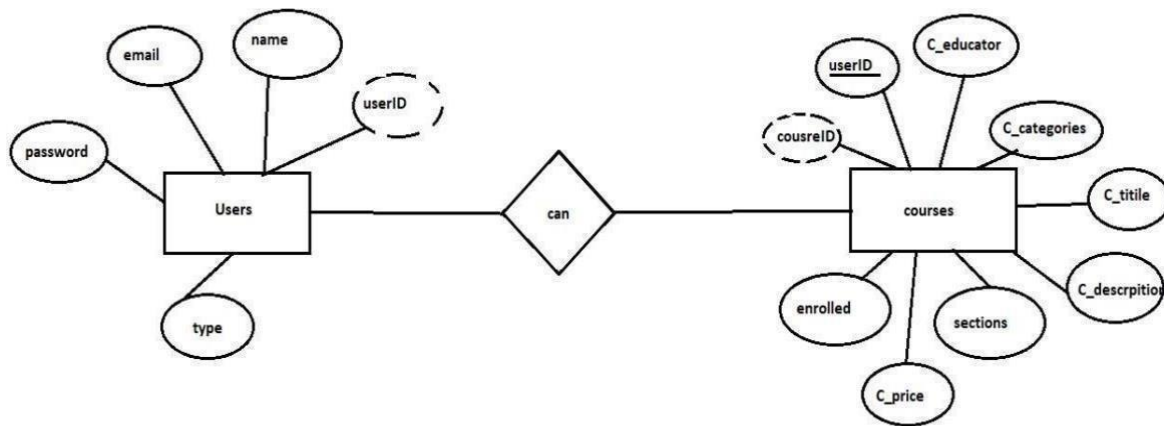 email
name
userID
password
Users
type
can
userID
C_educator
cousreID
C_categories
courses
C_titile
C_descrpition
enrolled
sections
C_price